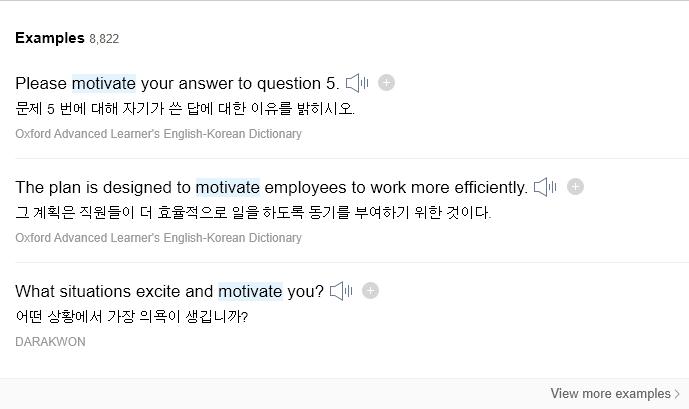 Examples 8,822
Please motivate your answer to question 5.
문제 5 번에 대해 자기가 쓴 답에 대한 이유를 밝히시오.
Oxford Advanced Learner's English-Korean Dictionary
The plan is designed to motivate employees to work more efficiently.
그 계획은 직원들이 더 효율적으로 일을 하도록 동기를 부여하기 위한 것이다.
Oxford Advanced Learner's English-Korean Dictionary
What situations excite and motivate you?
어떤 상황에서 가장 의욕이 생깁니까?
DARAKWON
View more examples